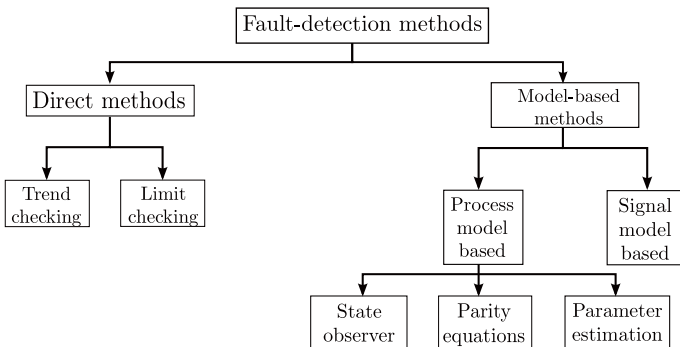 Fault-detection methods
Direct methods
Model-based
methods
Trend
checking
Limit
checking
Process
model
based
Signal
model
based
State
observer
Parity
equations
Parameter
estimation